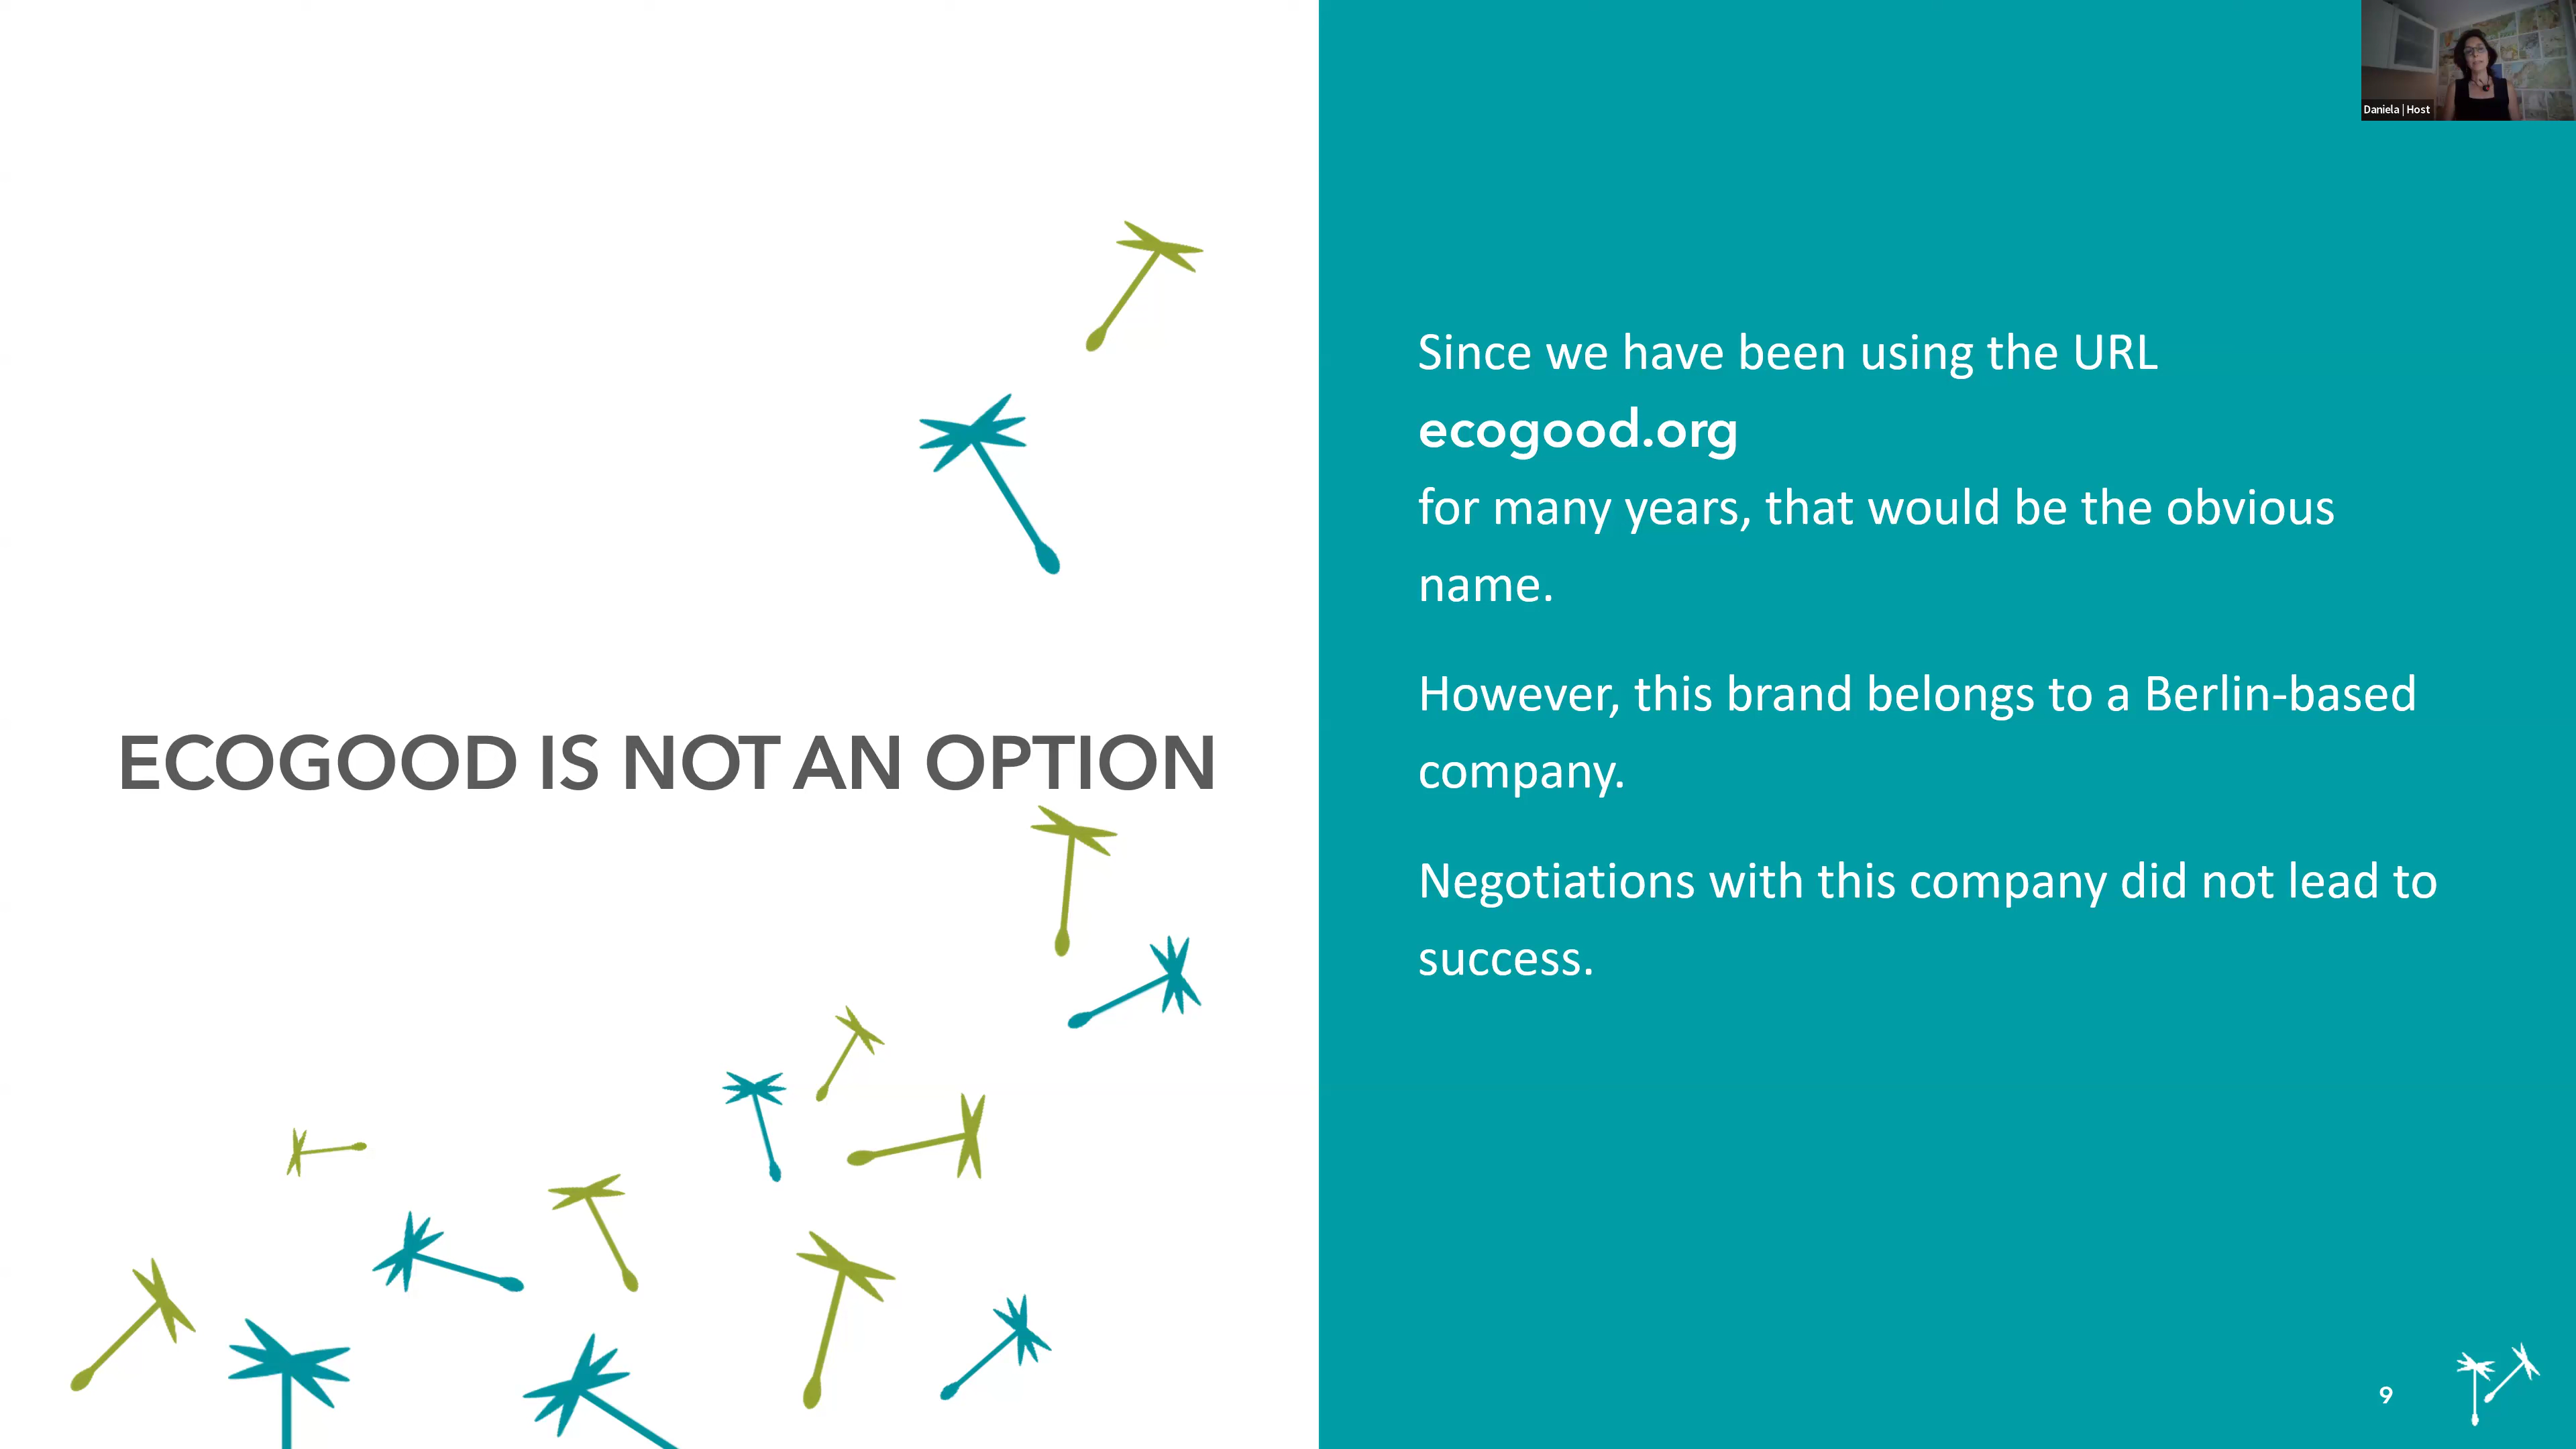 Daniela | Host
ECOGOOD IS NOT AN OPTION
Since we have been using the URL
ecogood.org
for many years, that would be the obvious
name.
However, this brand belongs to a Berlin-based
company.
Negotiations with this company did not lead to
success.
9